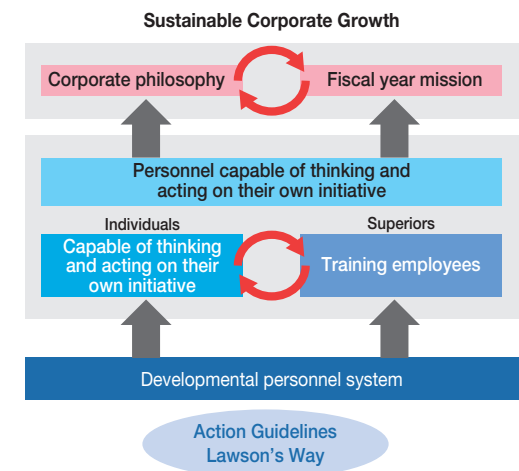 Sustainable Corporate Growth
Corporate philosophy
Fiscal year mission
Personnel capable of thinking and
acting on their own initiative
Individuals
Superiors
Capable of thinking
and acting on their
own initiative
Training employees
Developmental personnel system
Action Guidelines
Lawson's Way